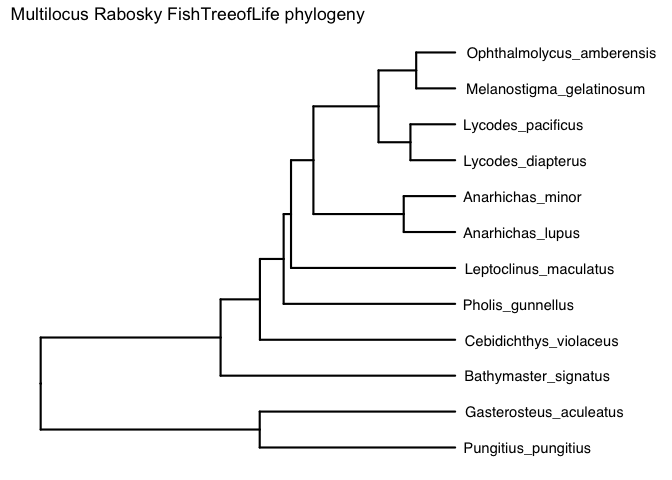 Multilocus Rabosky FishTreeofLife phylogeny
Ophthalmolycus_amberensis
Melanostigma_gelatinosum
Lycodes_pacificus
Lycodes_diapterus
Anarhichas_minor
Anarhichas_lupus
Leptoclinus_maculatus
Pholis_gunnellus
Cebidichthys_violaceus
Bathymaster_signatus
Gasterosteus_aculeatus
Pungitius_pungitius